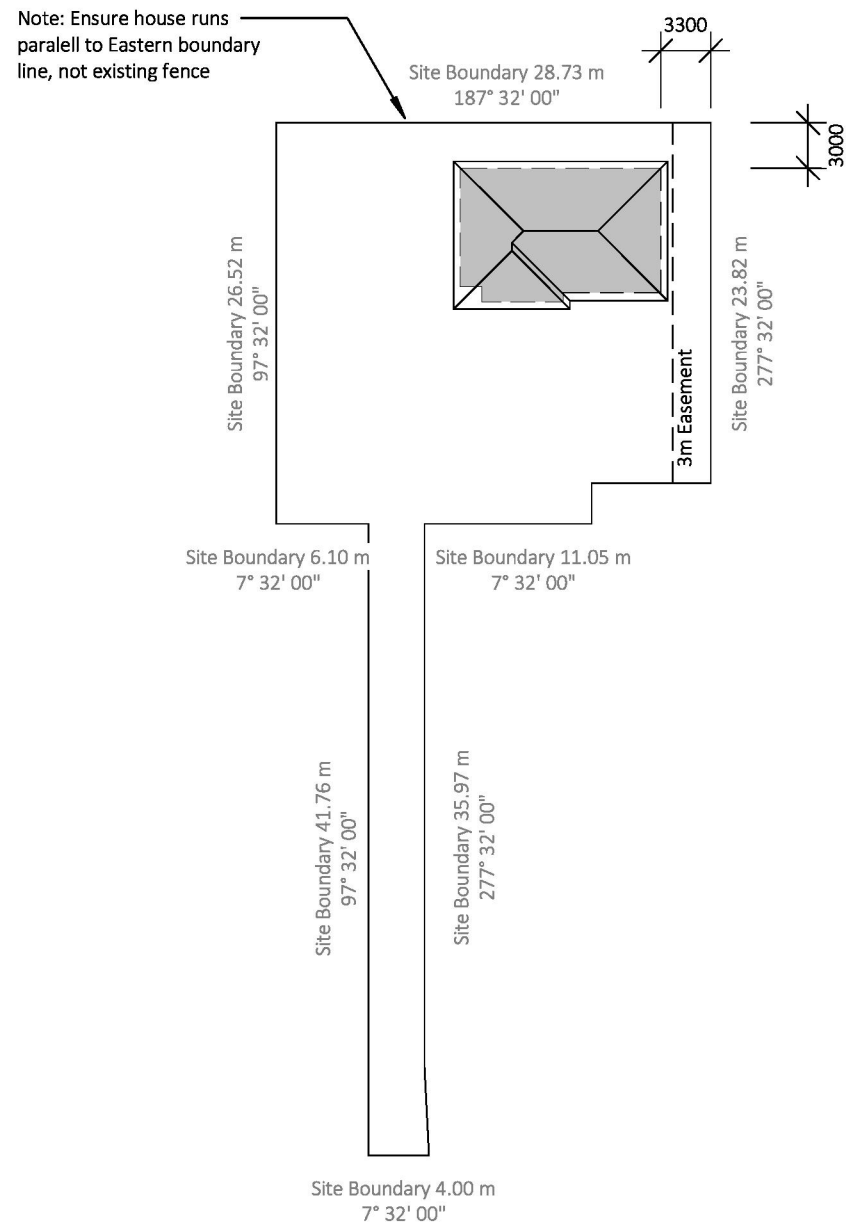 Note: Ensure house runs
paralell to Eastern boundary
line, not existing fence
3300
Site Boundary 28.73 m
187° 32' 00"
3000
Site Boundary 26.52 m
97° 32' 00"
Site Boundary 23.82 m
277° 32' 00"
3m Easement
Site Boundary 6.10 m
7° 32' 00"
Site Boundary 11.05 m
7° 32' 00"
Site Boundary 41.76 m
97° 32' 00"
Site Boundary 35.97 m
277° 32' 00"
Site Boundary 4.00 m
7° 32' 00"